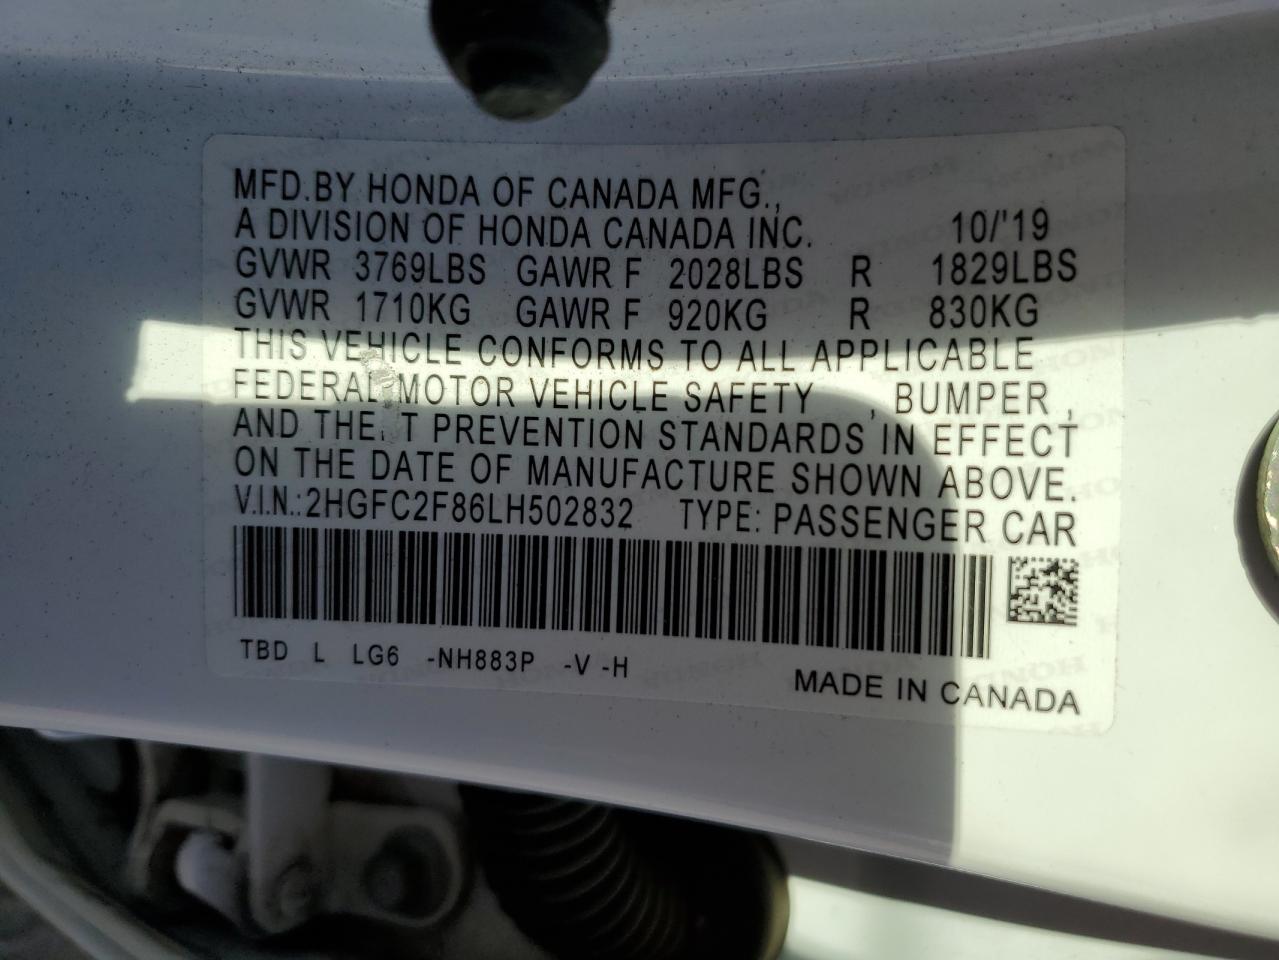 MFD. BY HONDA OF CANADA MFG.,
A DIVISION OF HONDA CANADA INC. 10/'19
GVWR 3769LBS GAWR F 2028LBS R 1829LBS
GVWR 1710KG GAWR F 920KG R 830KG
THIS VEHICLE CONFORMS TO ALL APPLICABLE
FEDERAL MOTOR VEHICLE SAFETY , BUMPER ,
AND THEFT PREVENTION STANDARDS IN EFFECT
ON THE DATE OF MANUFACTURE SHOWN ABOVE.
V.I.N.: 2HGFC2F86LH502832 TYPE: PASSENGER CAR
TBD L LG6 -NH883P -V -H
MADE IN CANADA